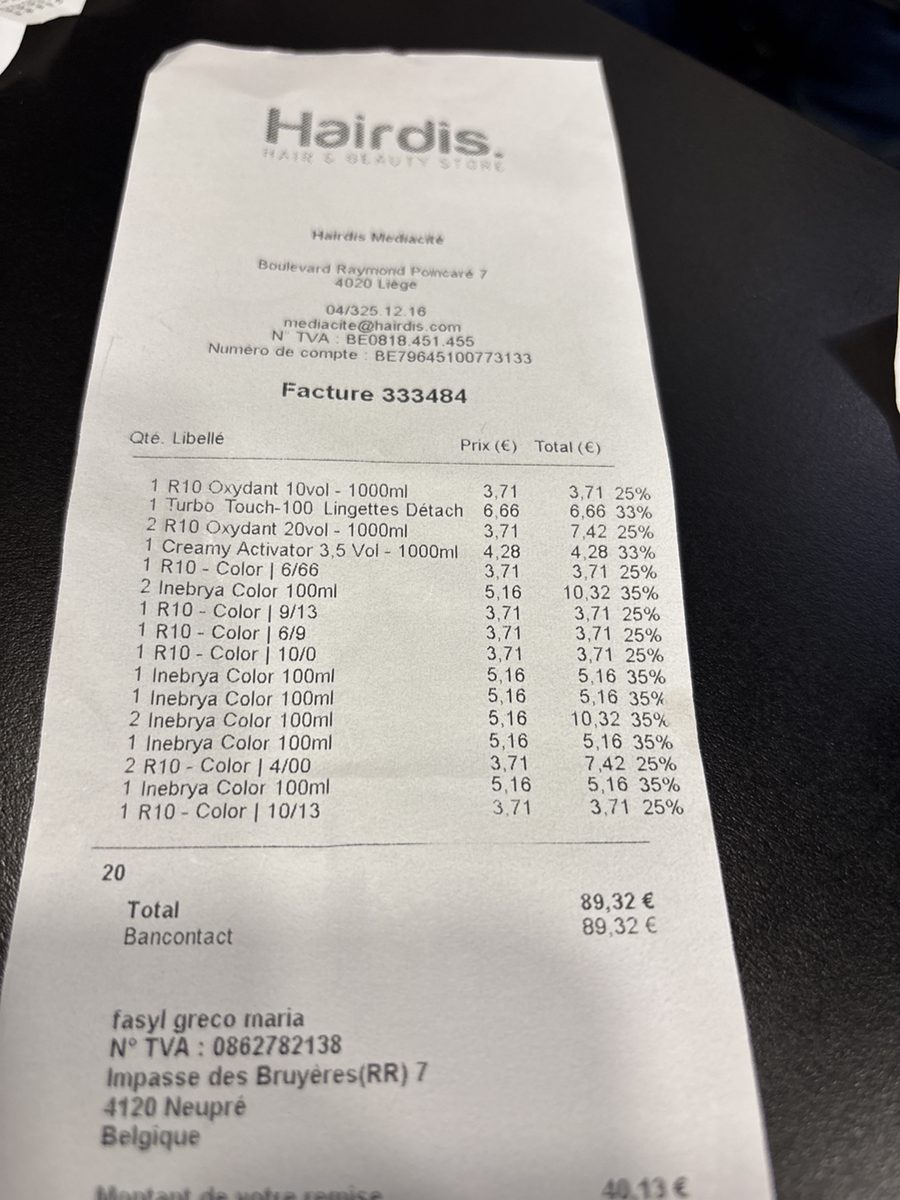 Hairdis.
HAIR & BEAUTY STORE
Hairdis Mediacité
Boulevard Raymond Poincaré 7
4020 Liège
04/325.12.16
mediacite@hairdis.com
N° TVA : BE0818.451.455
Numéro de compte : BE79645100773133
Facture 333484
Qté. Libellé Prix (€) Total (€)
1 R10 Oxydant 10vol - 1000ml 3,71 3,71 25%
1 Turbo Touch-100 Lingettes Détach 6,66 6,66 33%
2 R10 Oxydant 20vol - 1000ml 3,71 7,42 25%
1 Creamy Activator 3,5 Vol - 1000ml 4,28 4,28 33%
1 R10 - Color | 6/66 3,71 3,71 25%
2 Inebrya Color 100ml 5,16 10,32 35%
1 R10 - Color | 9/13 3,71 3,71 25%
1 R10 - Color | 6/9 3,71 3,71 25%
1 R10 - Color | 10/0 3,71 3,71 25%
1 Inebrya Color 100ml 5,16 5,16 35%
1 Inebrya Color 100ml 5,16 5,16 35%
2 Inebrya Color 100ml 5,16 10,32 35%
1 Inebrya Color 100ml 5,16 5,16 35%
2 R10 - Color | 4/00 3,71 7,42 25%
1 Inebrya Color 100ml 5,16 5,16 35%
1 R10 - Color | 10/13 3,71 3,71 25%
20
Total 89,32 €
Bancontact 89,32 €
fasyl greco maria
N° TVA : 0862782138
Impasse des Bruyères(RR) 7
4120 Neupré
Belgique
Montant de votre remise 40,13 €